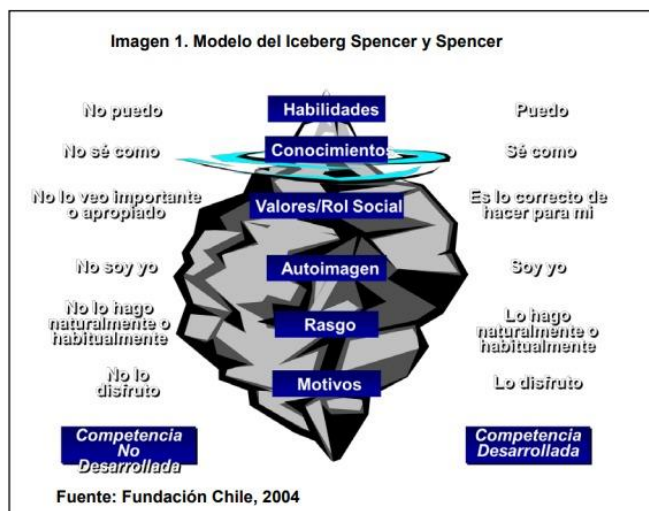 Imagen 1. Modelo del Iceberg Spencer y Spencer
No puedo
Habilidades
Puedo
No sé como
Conocimientos
Sé como
No lo veo importante
o apropiado
Valores/Rol Social
Es lo correcto de
hacer para mi
No soy yo
Autoimagen
Soy yo
No lo hago
naturalmente o
habitualmente
Rasgo
Lo hago
naturalmente o
habitualmente
No lo
disfruto
Motivos
Lo disfruto
Competencia
No
Desarrollada
Competencia
Desarrollada
Fuente: Fundación Chile, 2004